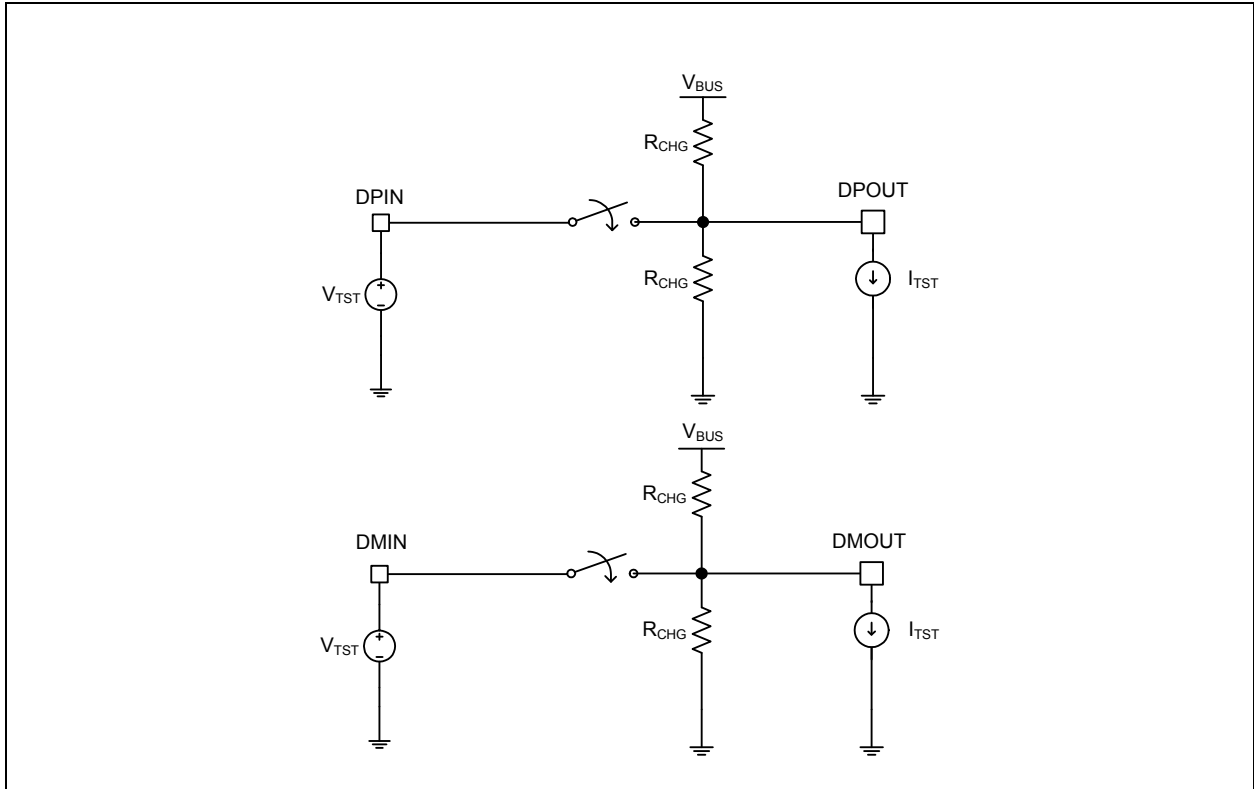 VBUS
RCHG
DPIN
DPOUT
RCHG
VTST
ITST
VBUS
RCHG
DMIN
DMOUT
RCHG
VTST
ITST